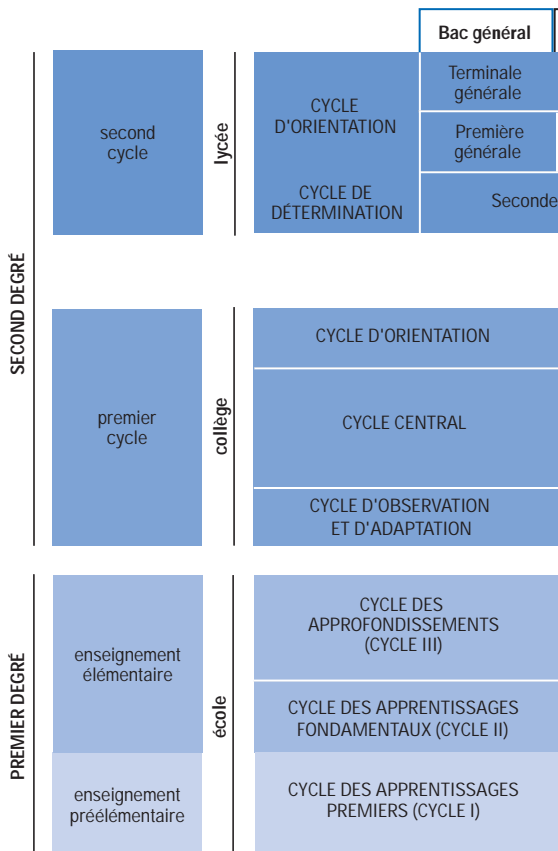 Bac général
SECOND DEGRÉ
second
cycle
lycée
CYCLE
D'ORIENTATION
Terminale
générale
Première
générale
CYCLE DE
DÉTERMINATION
Seconde
premier
cycle
collège
CYCLE D'ORIENTATION
CYCLE CENTRAL
CYCLE D'OBSERVATION
ET D'ADAPTATION
PREMIER DEGRÉ
enseignement
élémentaire
école
CYCLE DES
APPROFONDISSEMENTS
(CYCLE III)
CYCLE DES APPRENTISSAGES
FONDAMENTAUX (CYCLE II)
enseignement
préélémentaire
CYCLE DES APPRENTISSAGES
PREMIERS (CYCLE I)